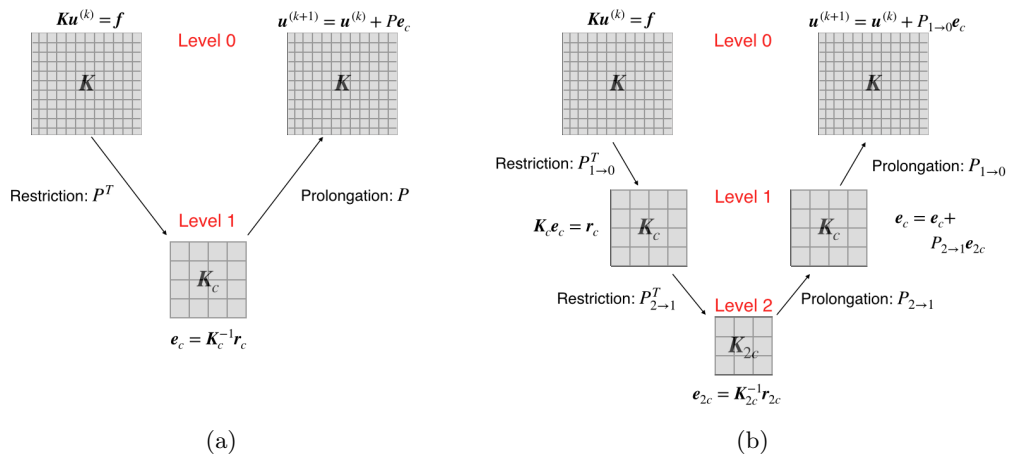 Ku^(k) = f
u^(k+1) = u^(k) + Pe_c
Level 0
K
K
Restriction: P^T
Prolongation: P
Level 1
K_c
e_c = K_c^-1 r_c
(a)
Ku^(k) = f
u^(k+1) = u^(k) + P_1→0 e_c
Level 0
K
K
Restriction: P^T_1→0
Prolongation: P_1→0
Level 1
K_c e_c = r_c
K_c
K_c
e_c = e_c+
P_2→1 e_2c
Restriction: P^T_2→1
Prolongation: P_2→1
Level 2
K_2c
e_2c = K_2c^-1 r_2c
(b)